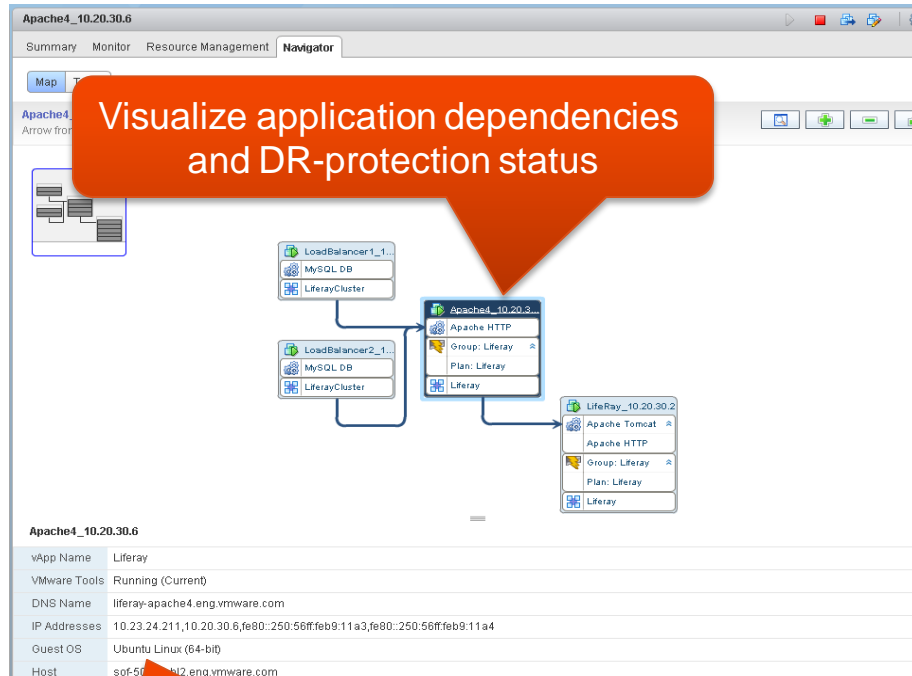 Apache4_10.20.30.6
Summary Monitor Resource Management Navigator
Map
Visualize application dependencies
and DR-protection status
Apache4_
Arrow fror
LoadBalancer1_1...
MySQL DB
LiferayCluster
Apache4_10.20.3...
Apache HTTP
Group: Liferay
Plan: Liferay
Liferay
LoadBalancer2_1...
MySQL DB
LiferayCluster
LifeRay_10.20.30.2
Apache Tomcat
Apache HTTP
Group: Liferay
Plan: Liferay
Liferay
Apache4_10.20.30.6
vApp Name Liferay
VMware Tools Running (Current)
DNS Name liferay-apache4.eng.vmware.com
IP Addresses 10.23.24.211,10.20.30.6,fe80::250:56ff:feb9:11a3,fe80::250:56ff:feb9:11a4
Guest OS Ubuntu Linux (64-bit)
Host